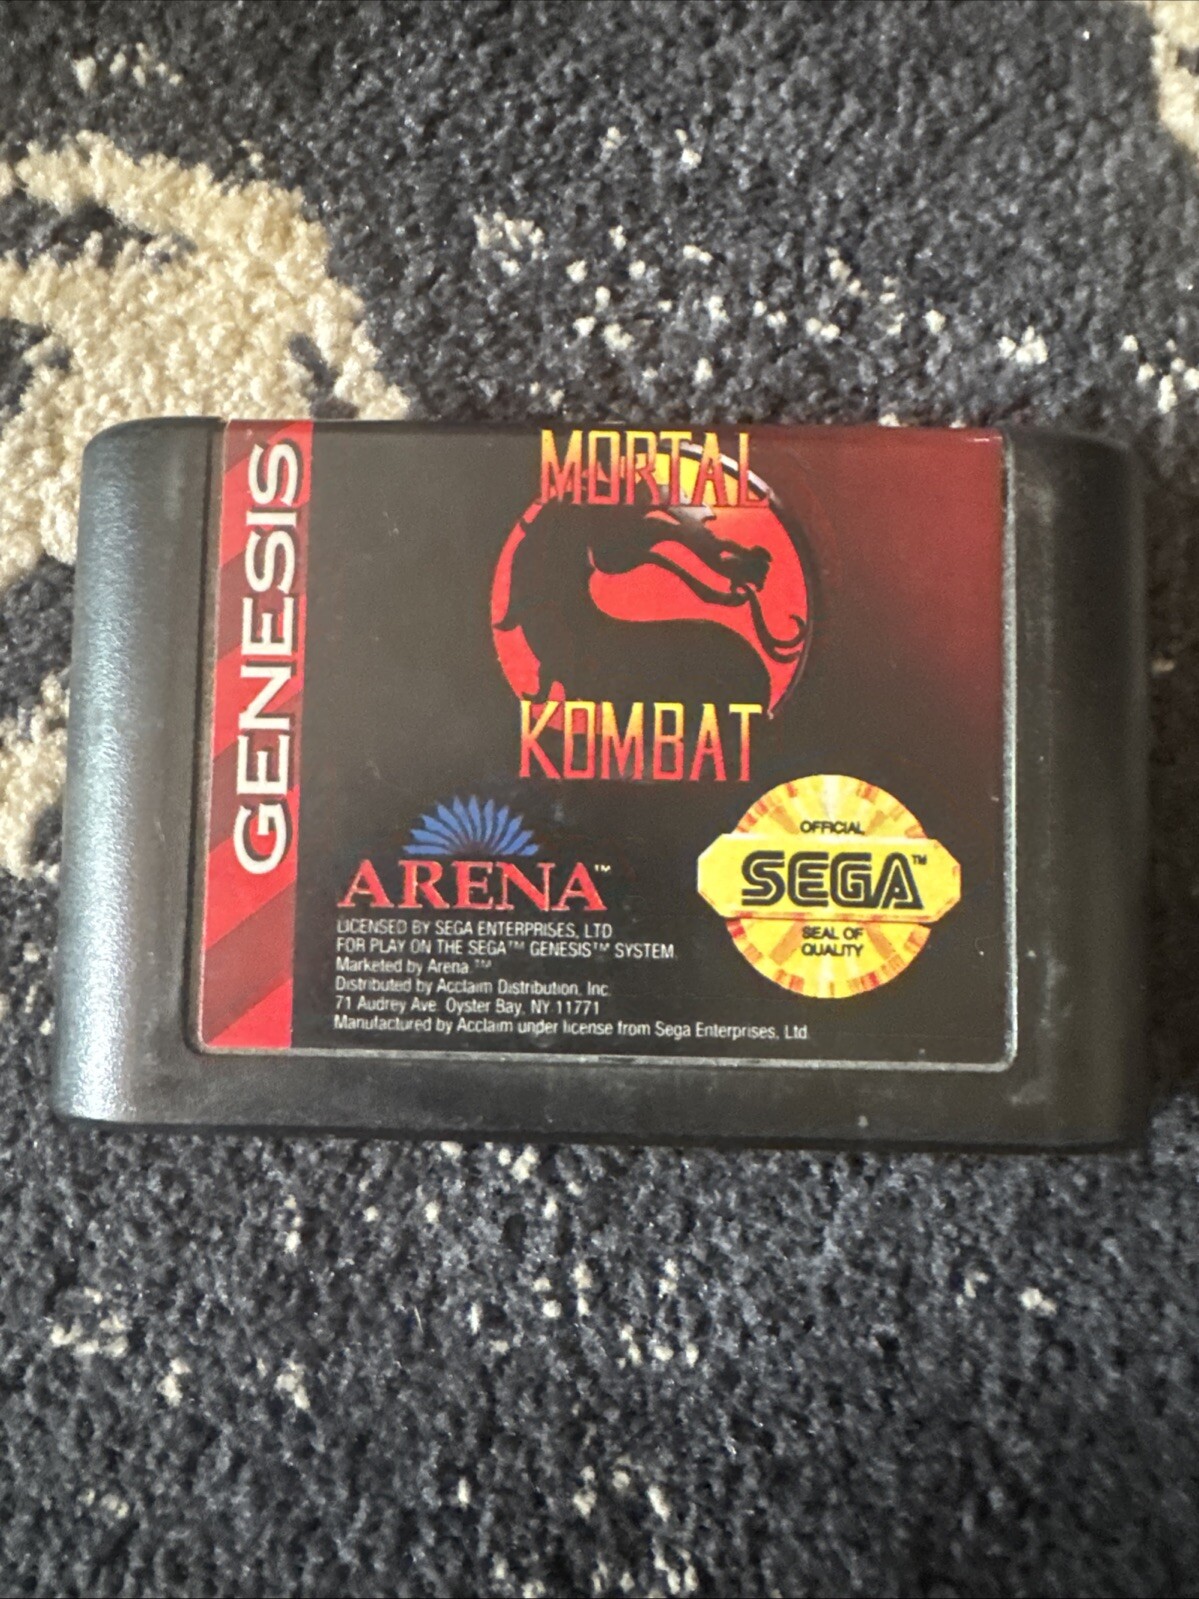 GENESIS
MORTAL
KOMBAT
ARENA™
LICENSED BY SEGA ENTERPRISES, LTD
FOR PLAY ON THE SEGA™ GENESIS™ SYSTEM.
Marketed by Arena.™
Distributed by Acclaim Distribution, Inc.
71 Audrey Ave. Oyster Bay, NY 11771
Manufactured by Acclaim under license from Sega Enterprises, Ltd.
OFFICIAL
SEGA™
SEAL OF
QUALITY